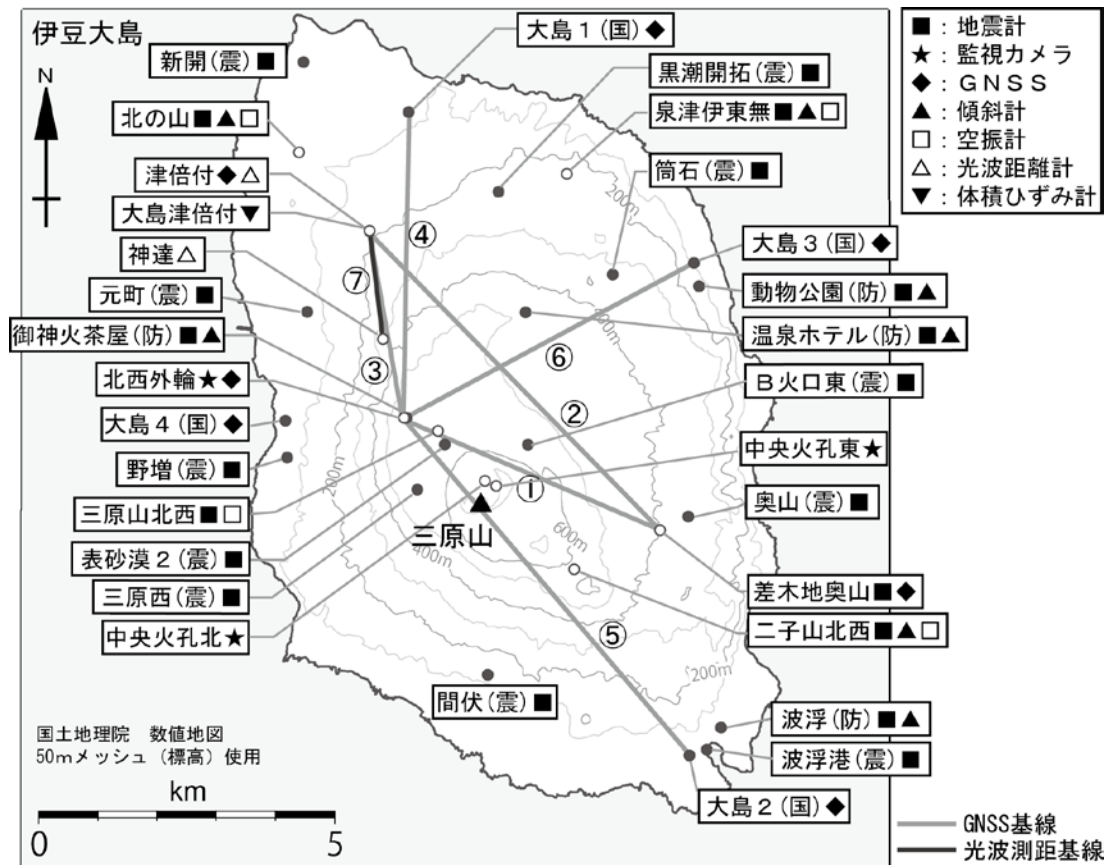 伊豆大島
N
大島1(国)◆
新開(震)■
黒潮開拓(震)■
北の山■▲□
泉津伊東無■▲□
津倍付◆△
筒石(震)■
大島津倍付▼
大島3(国)◆
神達△
動物公園(防)■▲
元町(震)■
温泉ホテル(防)■▲
御神火茶屋(防)■▲
北西外輪★◆
B火口東(震)■
大島4(国)◆
中央火孔東★
野増(震)■
三原山北西■□
奥山(震)■
三原山
表砂漠2(震)■
三原西(震)■
差木地奥山■◆
中央火孔北★
二子山北西■▲□
間伏(震)■
波浮(防)■▲
波浮港(震)■
大島2(国)◆
①
②
③
④
⑤
⑥
⑦
200m
400m
200m
400m
600m
200m
国土地理院 数値地図
50mメッシュ(標高)使用
km
0 5
■:地震計
★:監視カメラ
◆:GNSS
▲:傾斜計
□:空振計
△:光波距離計
▼:体積ひずみ計
GNSS基線
光波測距基線